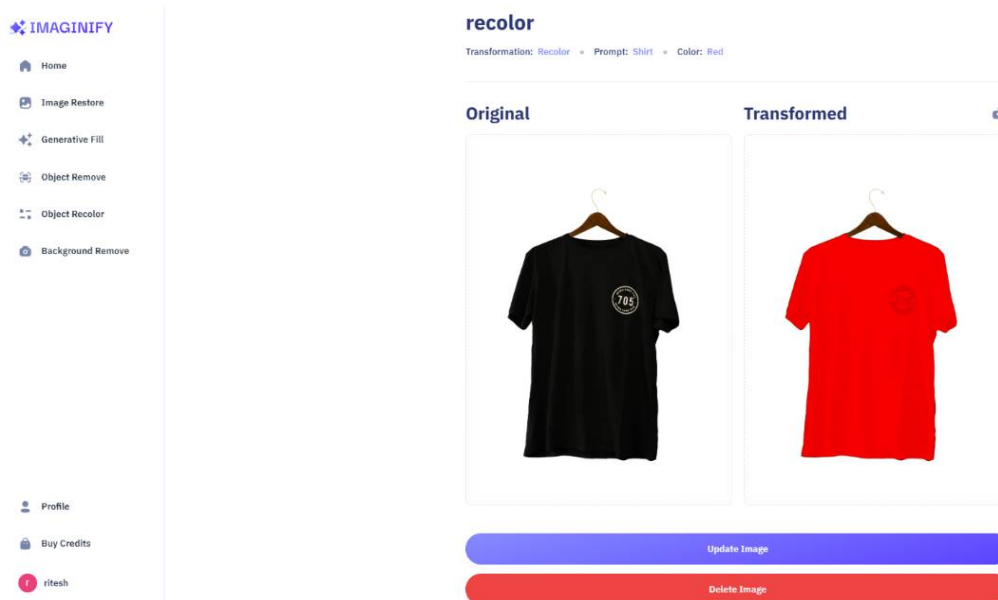 IMAGINIFY
Home
Image Restore
Generative Fill
Object Remove
Object Recolor
Background Remove
Profile
Buy Credits
r ritesh
recolor
Transformation: Recolor • Prompt: Shirt • Color: Red
Original
Transformed
705
Update Image
Delete Image